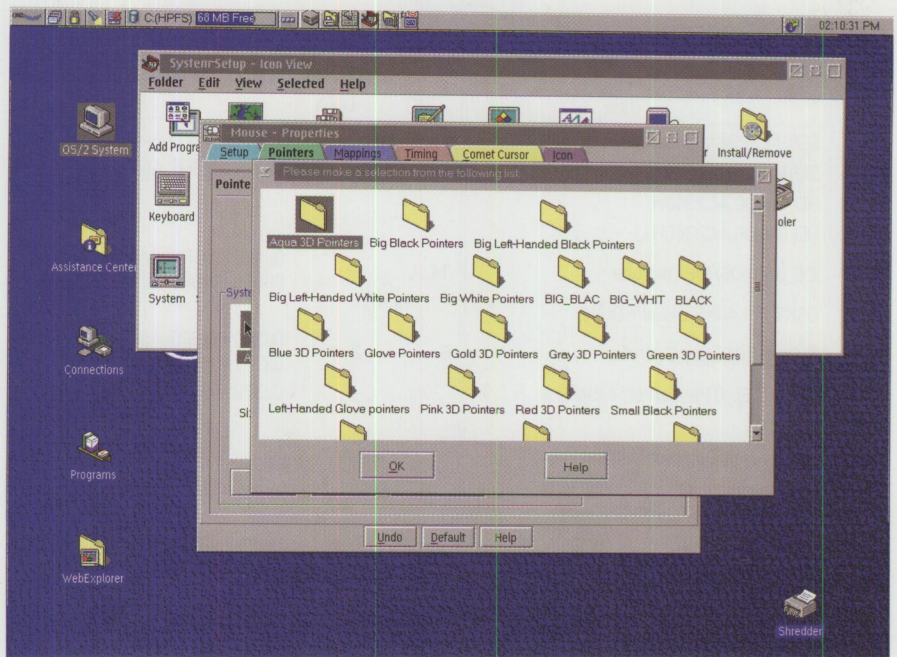 C:(HPFS) 68 MB Free
02:10:31 PM
System Setup - Icon View
Folder Edit View Selected Help
OS/2 System
Add Progra
Install/Remove
Mouse - Properties
Setup Pointers Mappings Timing Comet Cursor Icon
Please make a selection from the following list
Pointe
Keyboard
oler
Aqua 3D Pointers Big Black Pointers Big Left-Handed Black Pointers
Assistance Center
System
Syste
Big Left-Handed White Pointers Big White Pointers BIG_BLAC BIG_WHIT BLACK
Blue 3D Pointers Glove Pointers Gold 3D Pointers Gray 3D Pointers Green 3D Pointers
Connections
Left-Handed Glove pointers Pink 3D Pointers Red 3D Pointers Small Black Pointers
OK Help
Programs
Undo Default Help
WebExplorer
Shredder